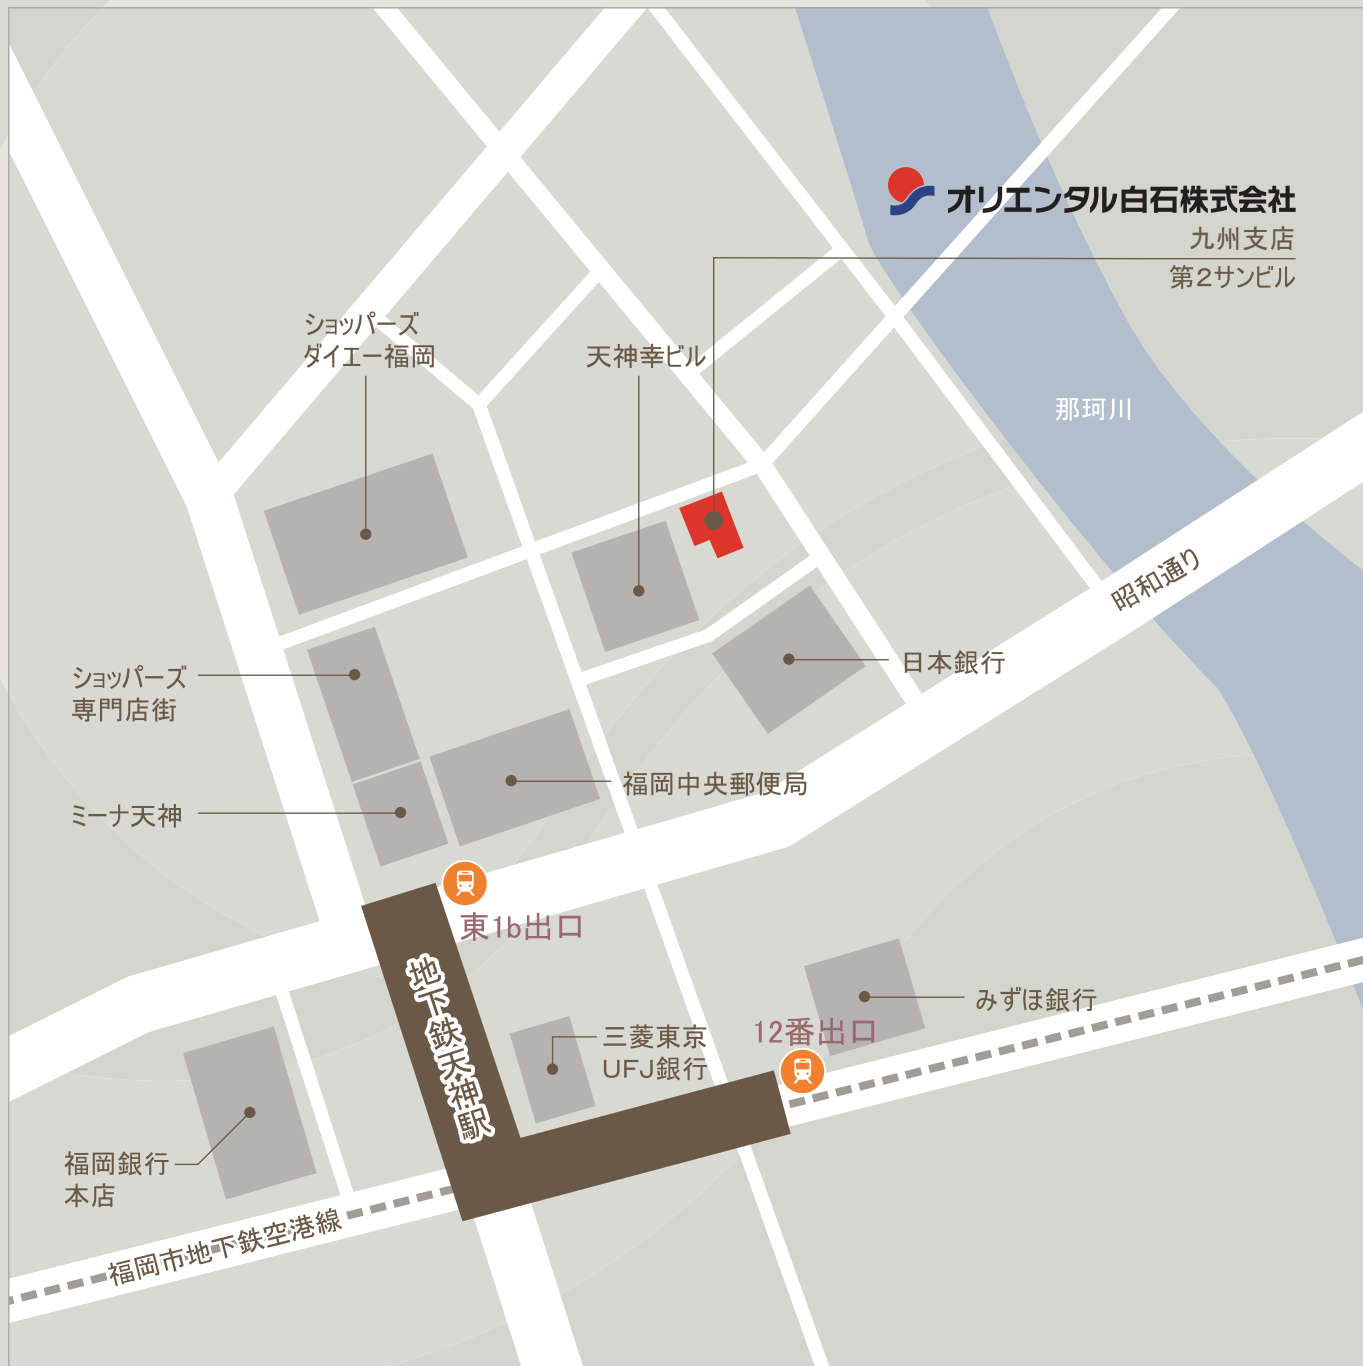 オリエンタル白石株式会社
九州支店
第2サンビル
ショッパーズ
ダイエー福岡
天神幸ビル
那珂川
昭和通り
日本銀行
ショッパーズ
専門店街
福岡中央郵便局
ミーナ天神
東1b出口
地下鉄天神駅
みずほ銀行
12番出口
三菱東京
UFJ銀行
福岡銀行
本店
福岡市地下鉄空港線